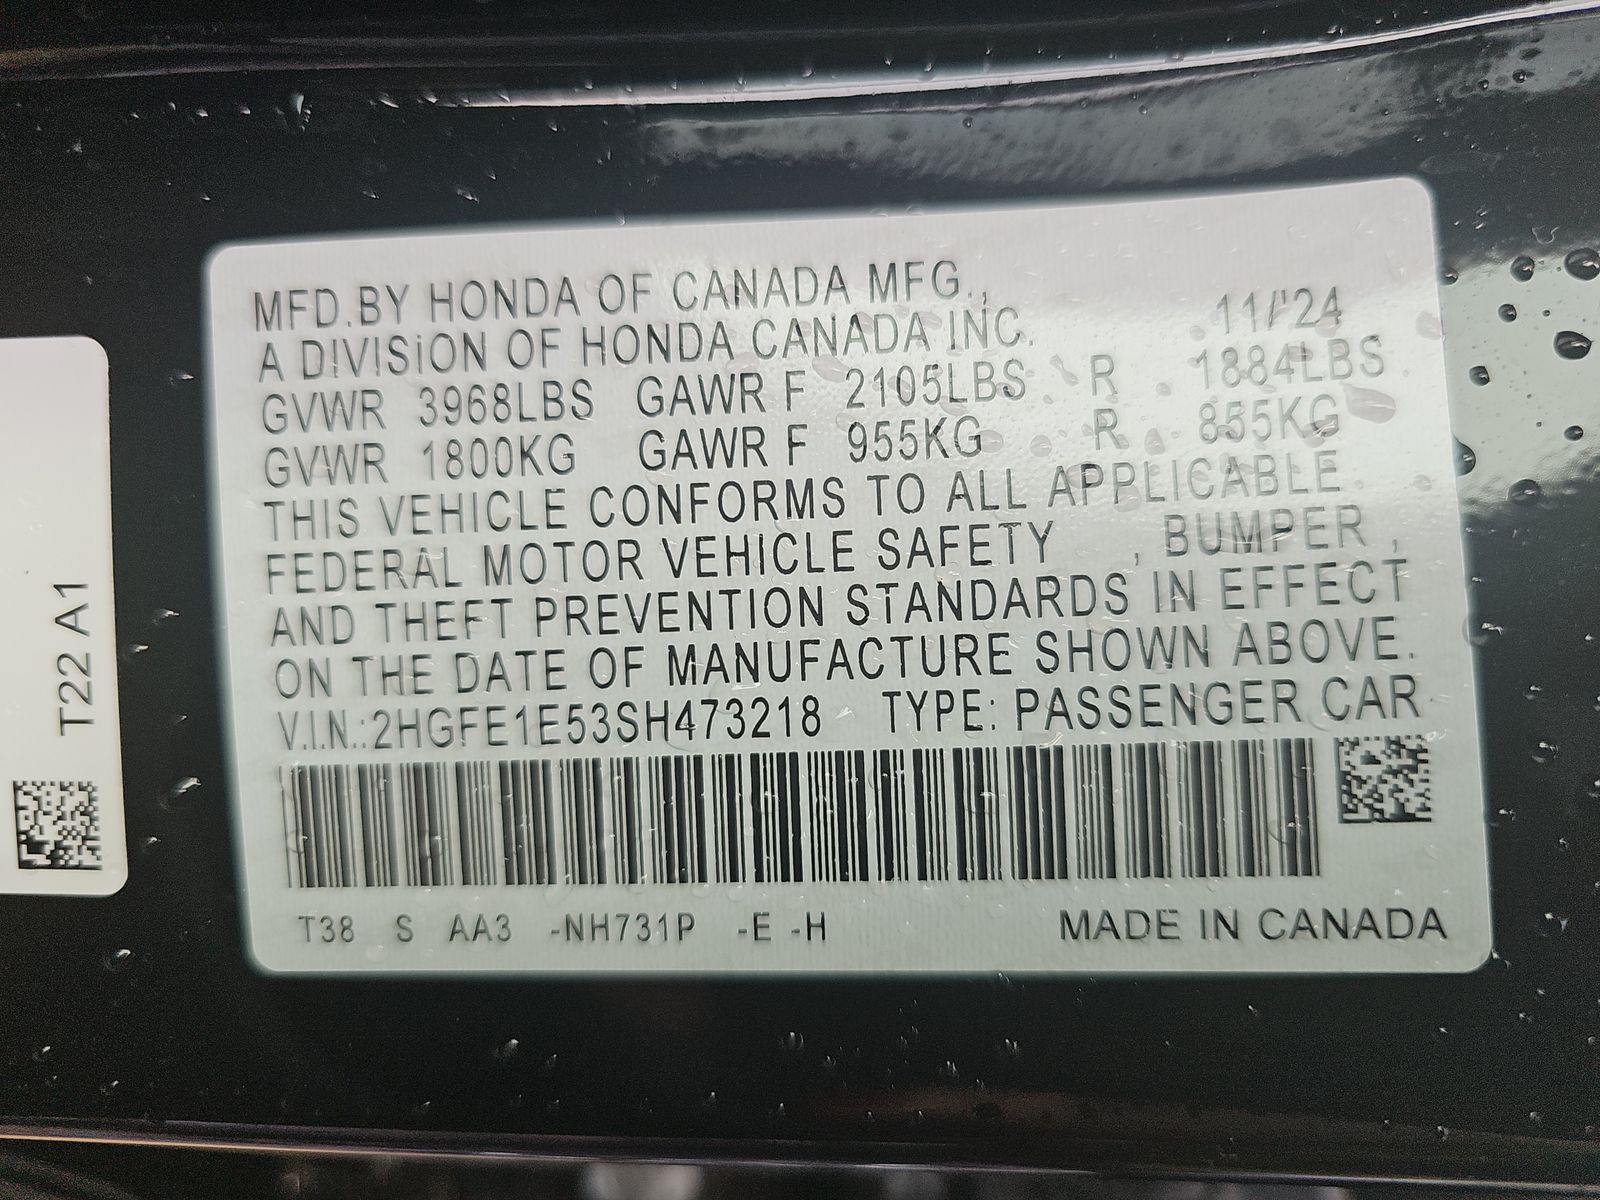 MFD.BY HONDA OF CANADA MFG.,
A DIVISION OF HONDA CANADA INC. 11/'24
GVWR 3968LBS GAWR F 2105LBS R 1884LBS
GVWR 1800KG GAWR F 955KG R 855KG
THIS VEHICLE CONFORMS TO ALL APPLICABLE
FEDERAL MOTOR VEHICLE SAFETY , BUMPER ,
AND THEFT PREVENTION STANDARDS IN EFFECT
ON THE DATE OF MANUFACTURE SHOWN ABOVE.
V.I.N.:2HGFE1E53SH473218 TYPE: PASSENGER CAR
T38 S AA3 -NH731P -E -H MADE IN CANADA
T22 A1